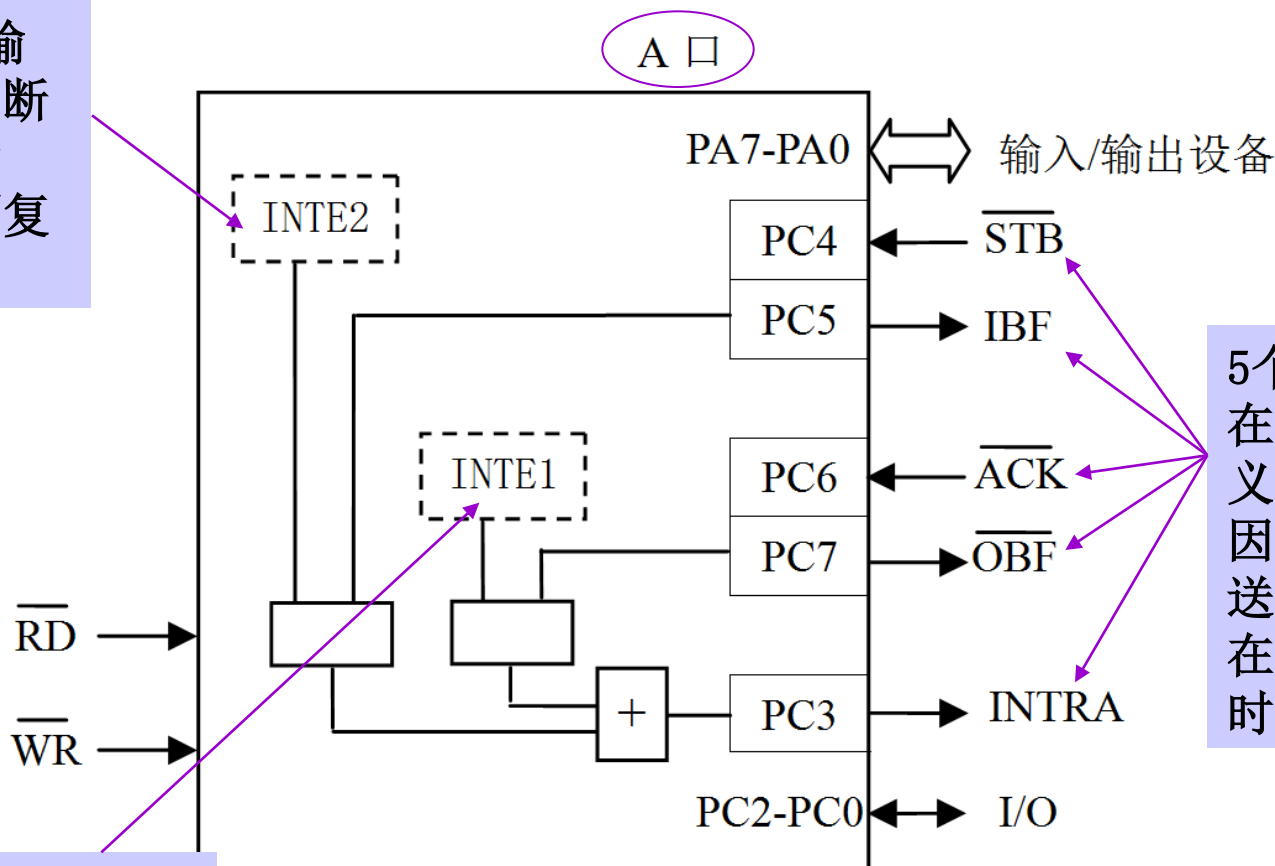 输
断
复
A 口
PA7-PA0
输入/输出设备
INTE2
PC4
STB
PC5
IBF
5个
在
义
因
送
在
时
INTE1
PC6
ACK
PC7
OBF
RD
WR
+
PC3
INTRA
PC2-PC0
I/O